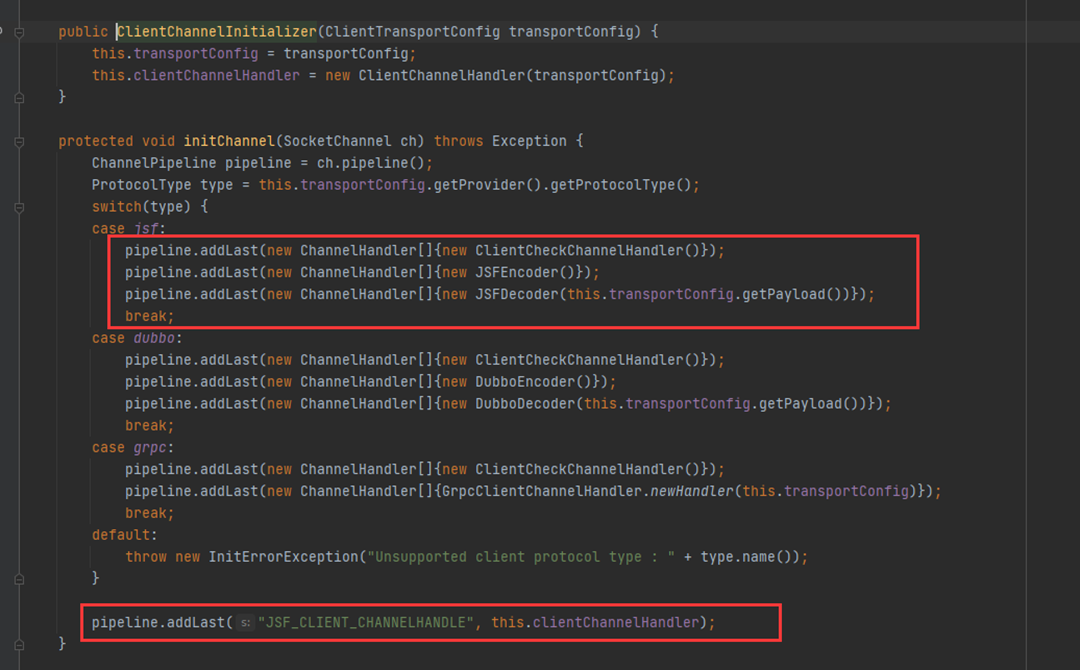 public ClientChannelInitializer(ClientTransportConfig transportConfig) {
this.transportConfig = transportConfig;
this.clientChannelHandler = new ClientChannelHandler(transportConfig);
}
protected void initChannel(SocketChannel ch) throws Exception {
ChannelPipeline pipeline = ch.pipeline();
ProtocolType type = this.transportConfig.getProvider().getProtocolType();
switch(type) {
case jsf:
pipeline.addLast(new ChannelHandler[]{new ClientCheckChannelHandler()});
pipeline.addLast(new ChannelHandler[]{new JSFEncoder()});
pipeline.addLast(new ChannelHandler[]{new JSFDecoder(this.transportConfig.getPayload())});
break;
case dubbo:
pipeline.addLast(new ChannelHandler[]{new ClientCheckChannelHandler()});
pipeline.addLast(new ChannelHandler[]{new DubboEncoder()});
pipeline.addLast(new ChannelHandler[]{new DubboDecoder(this.transportConfig.getPayload())});
break;
case grpc:
pipeline.addLast(new ChannelHandler[]{new ClientCheckChannelHandler()});
pipeline.addLast(new ChannelHandler[]{GrpcClientChannelHandler.newHandler(this.transportConfig)});
break;
default:
throw new InitErrorException("Unsupported client protocol type : " + type.name());
}
pipeline.addLast( s: "JSF_CLIENT_CHANNELHANDLE", this.clientChannelHandler);
}